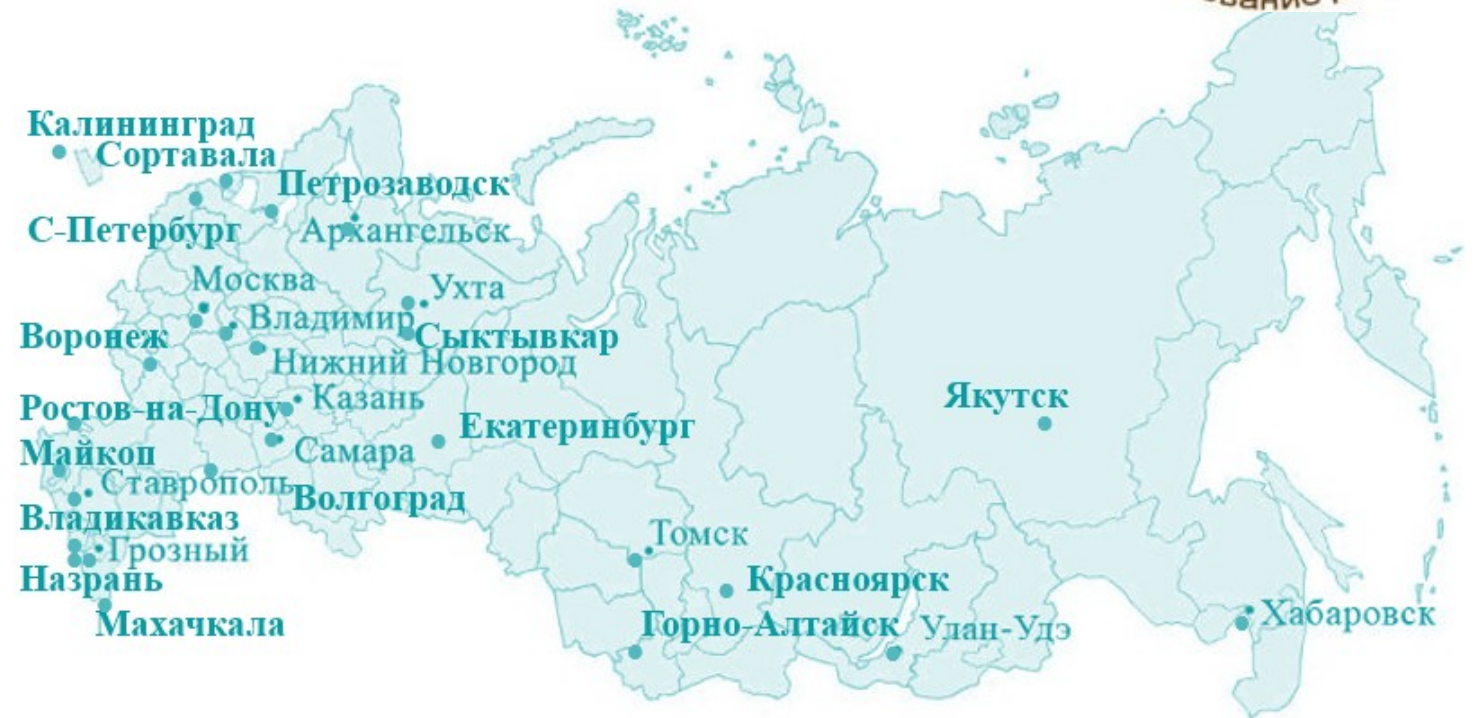 Калининград
Сортавала
Петрозаводск
С-Петербург
Архангельск
Москва
Ухта
Владимир
Воронеж
Сыктывкар
Нижний Новгород
Казань
Якутск
Ростов-на-Дону
Екатеринбург
Майкоп
Самара
Ставрополь
Волгоград
Владикавказ
Томск
Грозный
Назрань
Красноярск
Махачкала
Горно-Алтайск
Улан-Удэ
Хабаровск